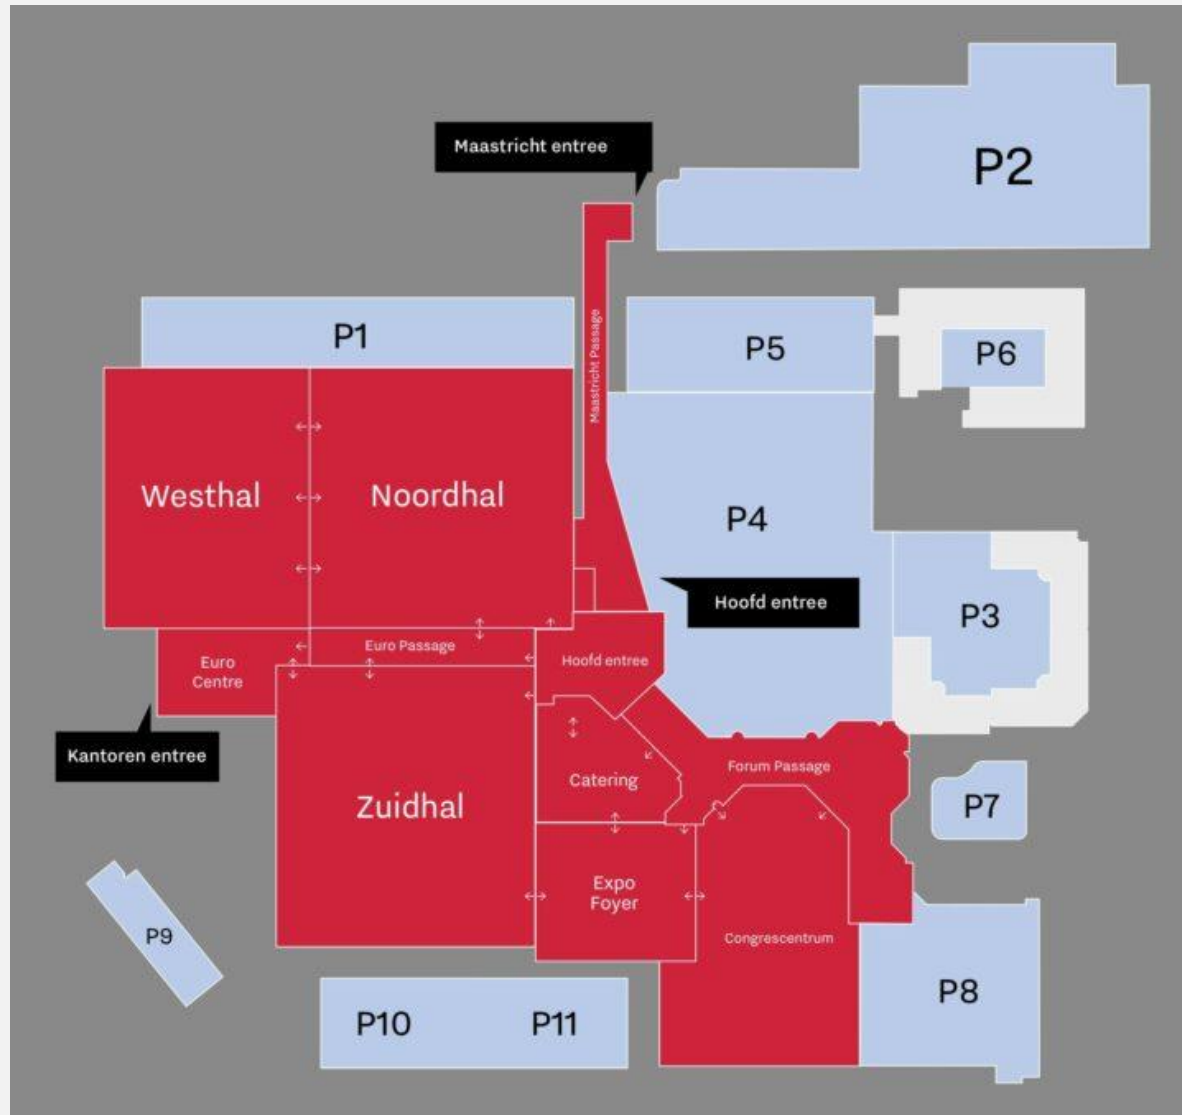 Maastricht entree
P2
P1
Maastricht Passage
P5
P6
Westhal
Noordhal
P4
Hoofd entree
P3
Euro
Centre
Euro Passage
Hoofd entree
Kantoren entree
Zuidhal
Catering
Forum Passage
P7
Expo
Foyer
P9
Congrescentrum
P8
P10
P11